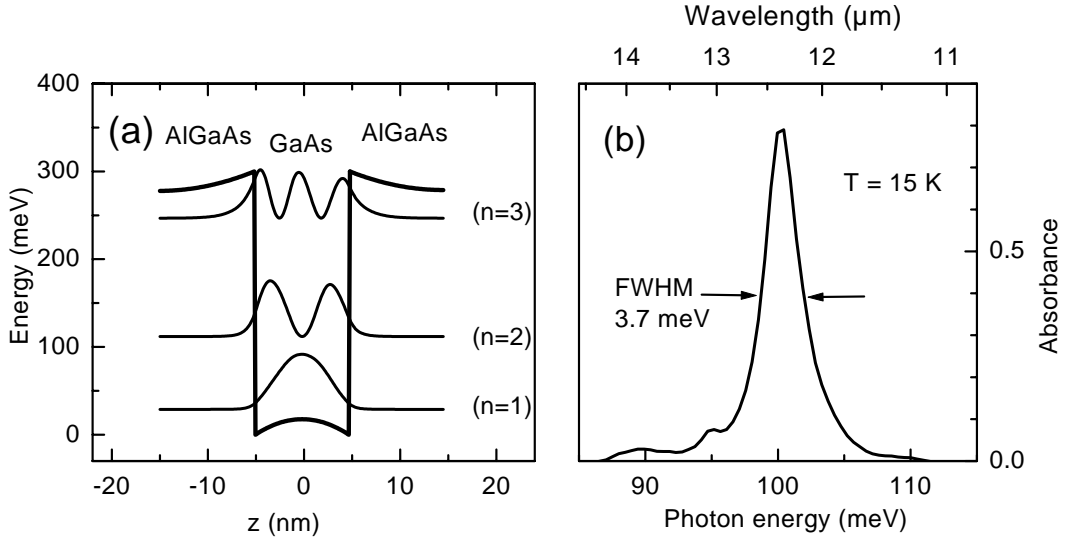 Wavelength (µm)
14 13 12 11
400
300
200
100
0
Energy (meV)
(a)
AlGaAs GaAs AlGaAs
(n=3)
(n=2)
(n=1)
-20 -10 0 10 20
z (nm)
(b)
T = 15 K
FWHM
3.7 meV
0.5
0.0
Absorbance
90 100 110
Photon energy (meV)